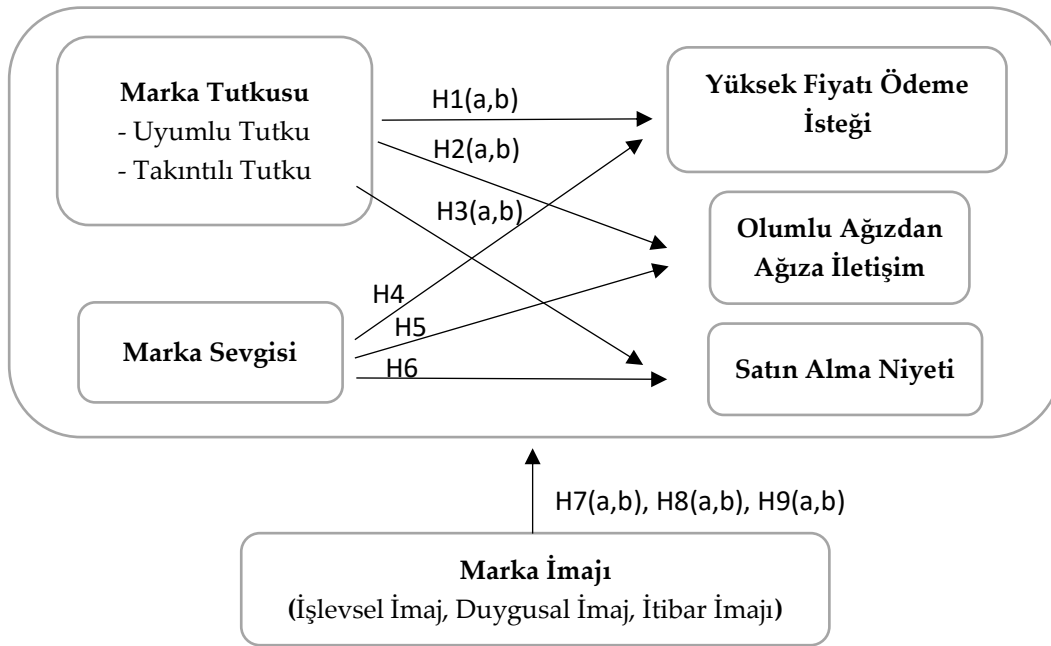 Marka Tutkusu
- Uyumlu Tutku
- Takıntılı Tutku
H1(a,b)
H2(a,b)
H3(a,b)
Yüksek Fiyatı Ödeme
İsteği
Olumlu Ağızdan
Ağıza İletişim
H4
H5
H6
Marka Sevgisi
Satın Alma Niyeti
H7(a,b), H8(a,b), H9(a,b)
Marka İmajı
(İşlevsel İmaj, Duygusal İmaj, İtibar İmajı)